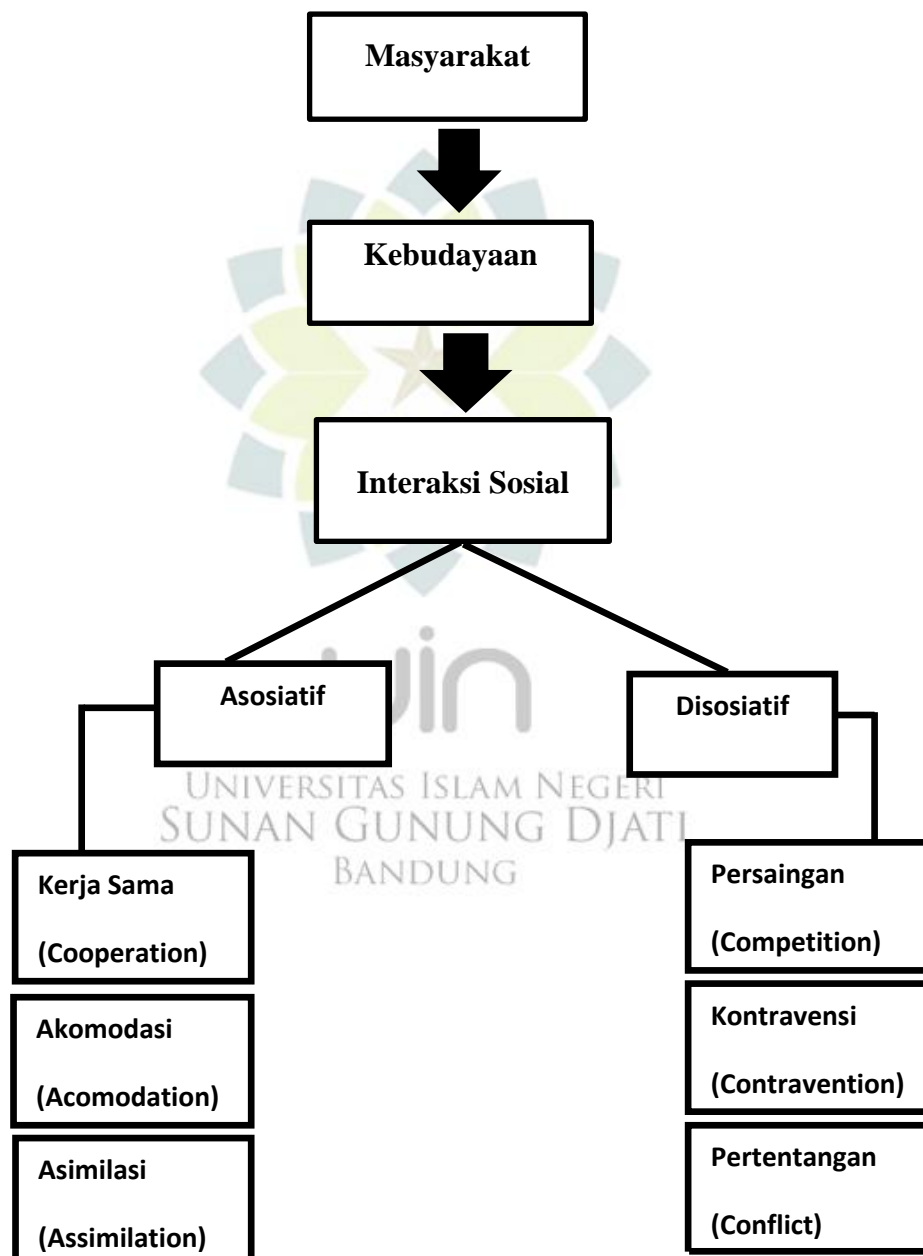 Masyarakat
Kebudayaan
Interaksi Sosial
Asosiatif
Disosiatif
uin
UNIVERSITAS ISLAM NEGERI
SUNAN GUNUNG DJATI
BANDUNG
Kerja Sama
(Cooperation)
Akomodasi
(Acomodation)
Asimilasi
(Assimilation)
Persaingan
(Competition)
Kontravensi
(Contravention)
Pertentangan
(Conflict)